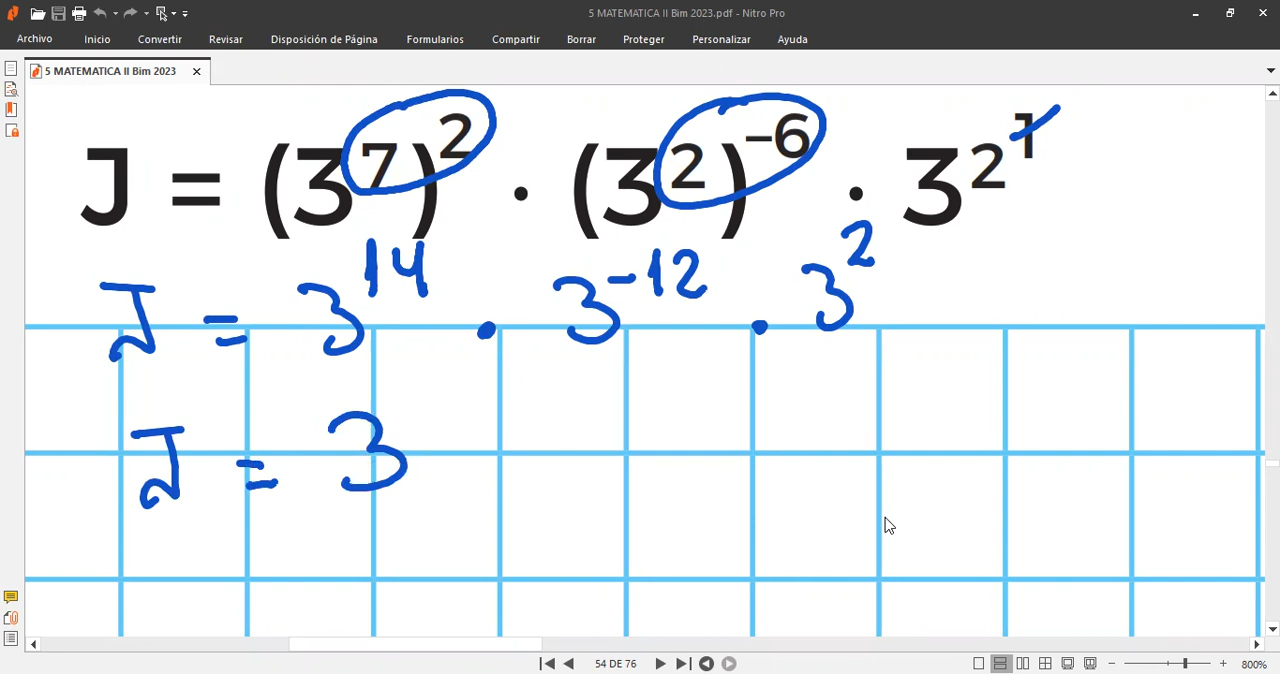 5 MATEMATICA II Bim 2023.pdf - Nitro Pro
Archivo Inicio Convertir Revisar Disposición de Página Formularios Compartir Borrar Proteger Personalizar Ayuda
5 MATEMATICA II Bim 2023 ×
J = (3⁷)² · (3²)⁻⁶ · 3^2^1
J = 3¹⁴ · 3⁻¹² · 3²
J = 3
54 DE 76
800%